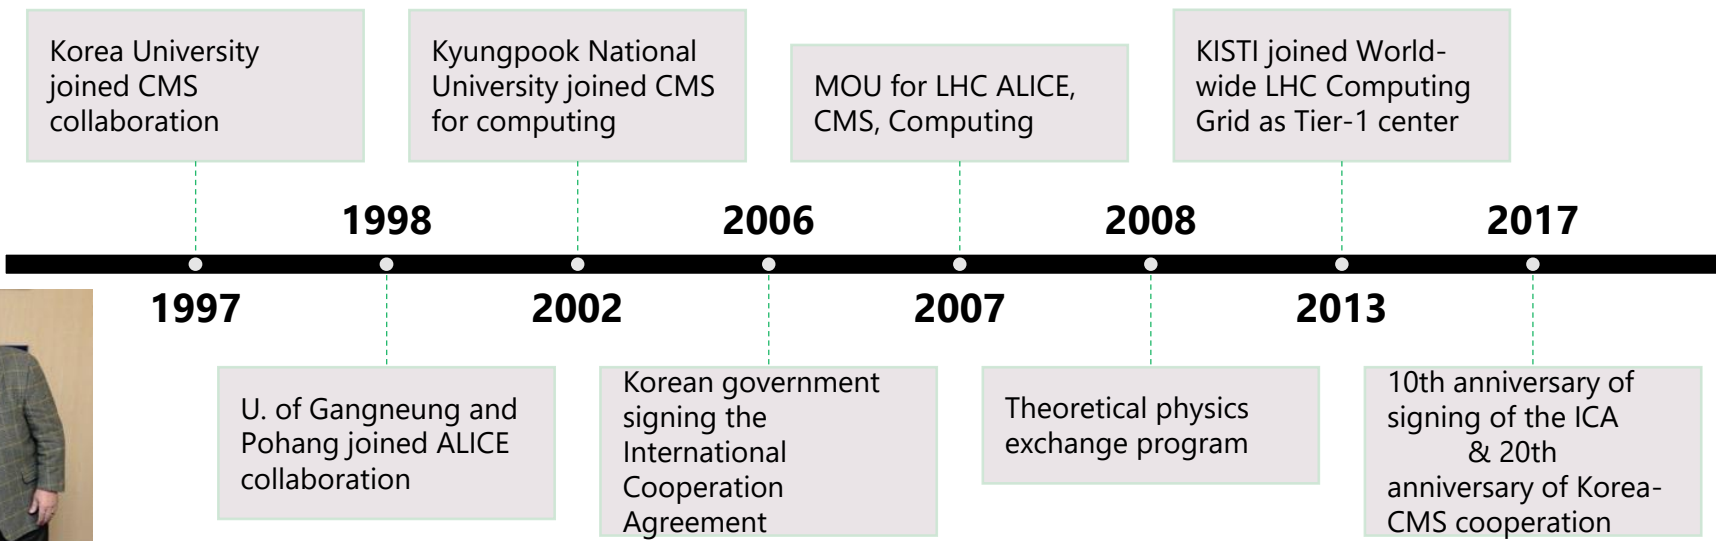 Korea University
joined CMS
collaboration
Kyungpook National
University joined CMS
for computing
MOU for LHC ALICE,
CMS, Computing
KISTI joined World-
wide LHC Computing
Grid as Tier-1 center
1998
2006
2008
2017
1997
2002
2007
2013
U. of Gangneung and
Pohang joined ALICE
collaboration
Korean government
signing the
International
Cooperation
Agreement
Theoretical physics
exchange program
10th anniversary of
signing of the ICA
& 20th
anniversary of Korea-
CMS cooperation